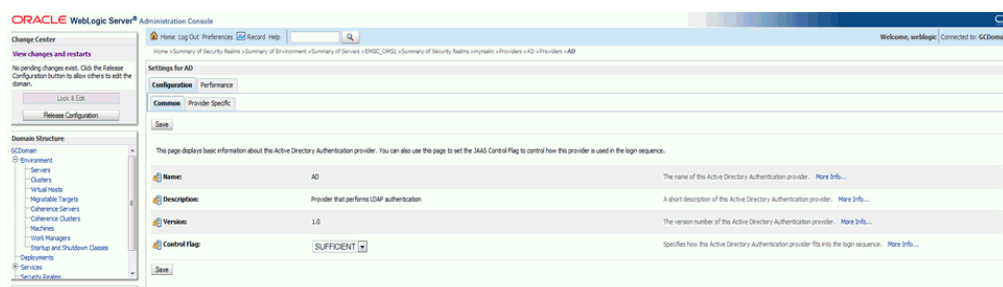 ORACLE WebLogic Server® Administration Console
Change Center
View changes and restarts
No pending changes exist. Click the Release
Configuration button to allow others to edit the
domain.
Lock & Edit
Release Configuration
Domain Structure
GCDomain
Environment
Servers
Clusters
Virtual Hosts
Migratable Targets
Coherence Servers
Coherence Clusters
Machines
Work Managers
Startup and Shutdown Classes
Deployments
Services
Security Realms
Home Log Out Preferences Record Help
Welcome, weblogic Connected to: GCDoma
Home >Summary of Security Realms >Summary of Environment >Summary of Servers >EMGC_OMS1 >Summary of Security Realms >myrealm >Providers >AD >Providers >AD
Settings for AD
Configuration Performance
Common Provider Specific
Save
This page displays basic information about this Active Directory Authentication provider. You can also use this page to set the JAAS Control Flag to control how this provider is used in the login sequence.
Name: AD The name of this Active Directory Authentication provider. More Info...
Description: Provider that performs LDAP authentication A short description of this Active Directory Authentication provider. More Info...
Version: 1.0 The version number of this Active Directory Authentication provider. More Info...
Control Flag: SUFFICIENT Specifies how this Active Directory Authentication provider fits into the login sequence. More Info...
Save